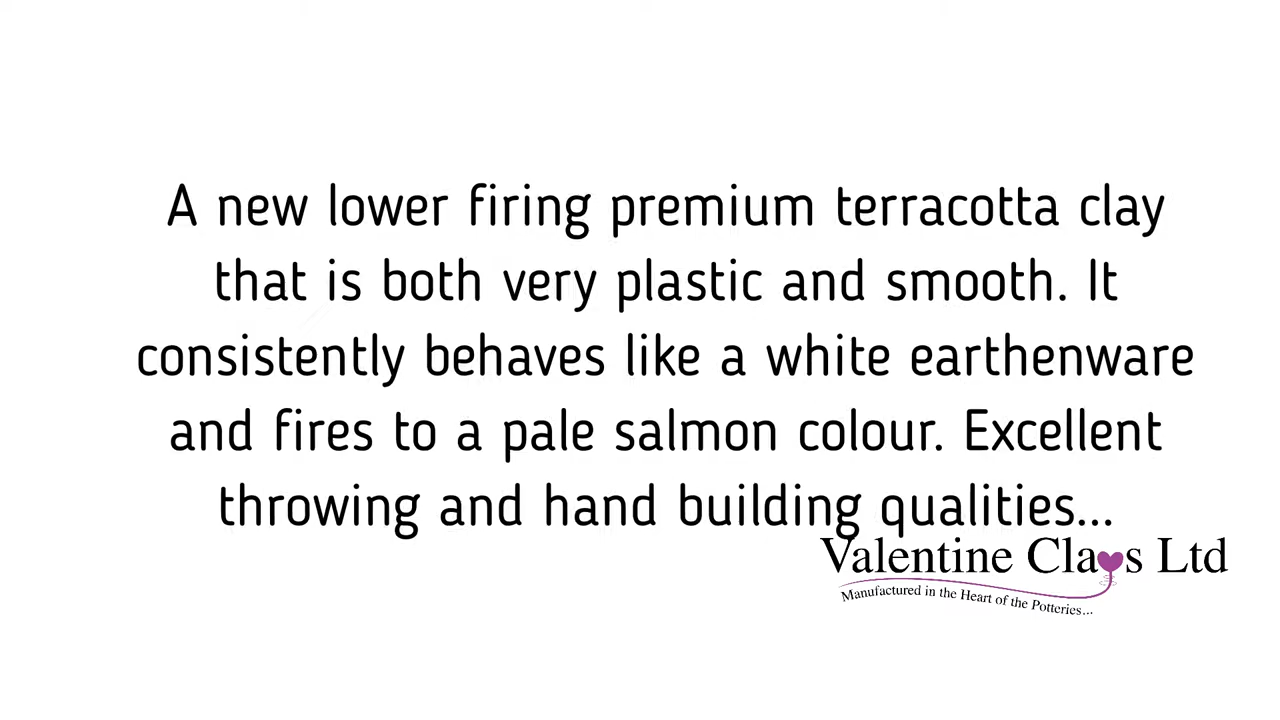 A new lower firing premium terracotta clay
that is both very plastic and smooth. It
consistently behaves like a white earthenware
and fires to a pale salmon colour. Excellent
throwing and hand building qualities...
Valentine Clays Ltd
Manufactured in the Heart of the Potteries...